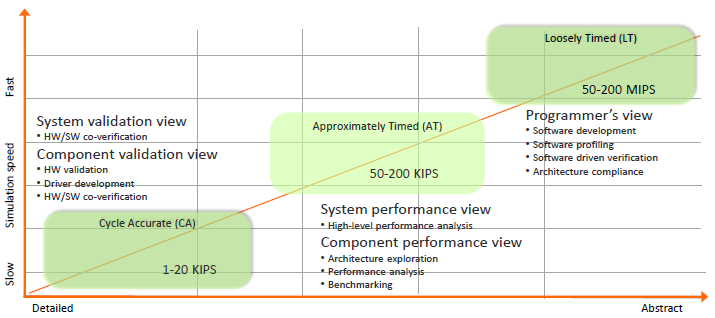 Loosely Timed (LT)
50-200 MIPS
Fast
System validation view
• HW/SW co-verification
Component validation view
• HW validation
• Driver development
• HW/SW co-verification
Approximately Timed (AT)
50-200 KIPS
Programmer's view
• Software development
• Software profiling
• Software driven verification
• Architecture compliance
Simulation speed
Cycle Accurate (CA)
1-20 KIPS
System performance view
• High-level performance analysis
Component performance view
• Architecture exploration
• Performance analysis
• Benchmarking
Slow
Detailed
Abstract